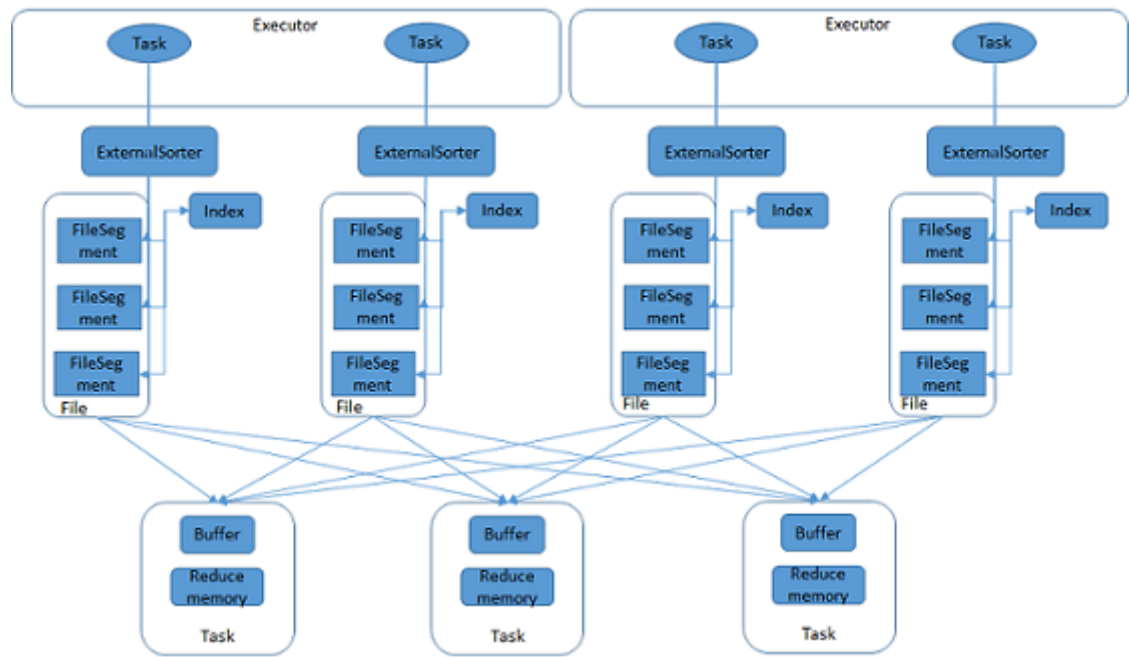 Executor
Executor
Task
Task
Task
Task
ExternalSorter
ExternalSorter
ExternalSorter
ExternalSorter
Index
Index
Index
Index
FileSeg
ment
FileSeg
ment
FileSeg
ment
FileSeg
ment
FileSeg
ment
FileSeg
ment
FileSeg
ment
FileSeg
ment
FileSeg
ment
FileSeg
ment
FileSeg
ment
FileSeg
ment
File
File
File
File
Buffer
Buffer
Buffer
Reduce
memory
Reduce
memory
Reduce
memory
Task
Task
Task